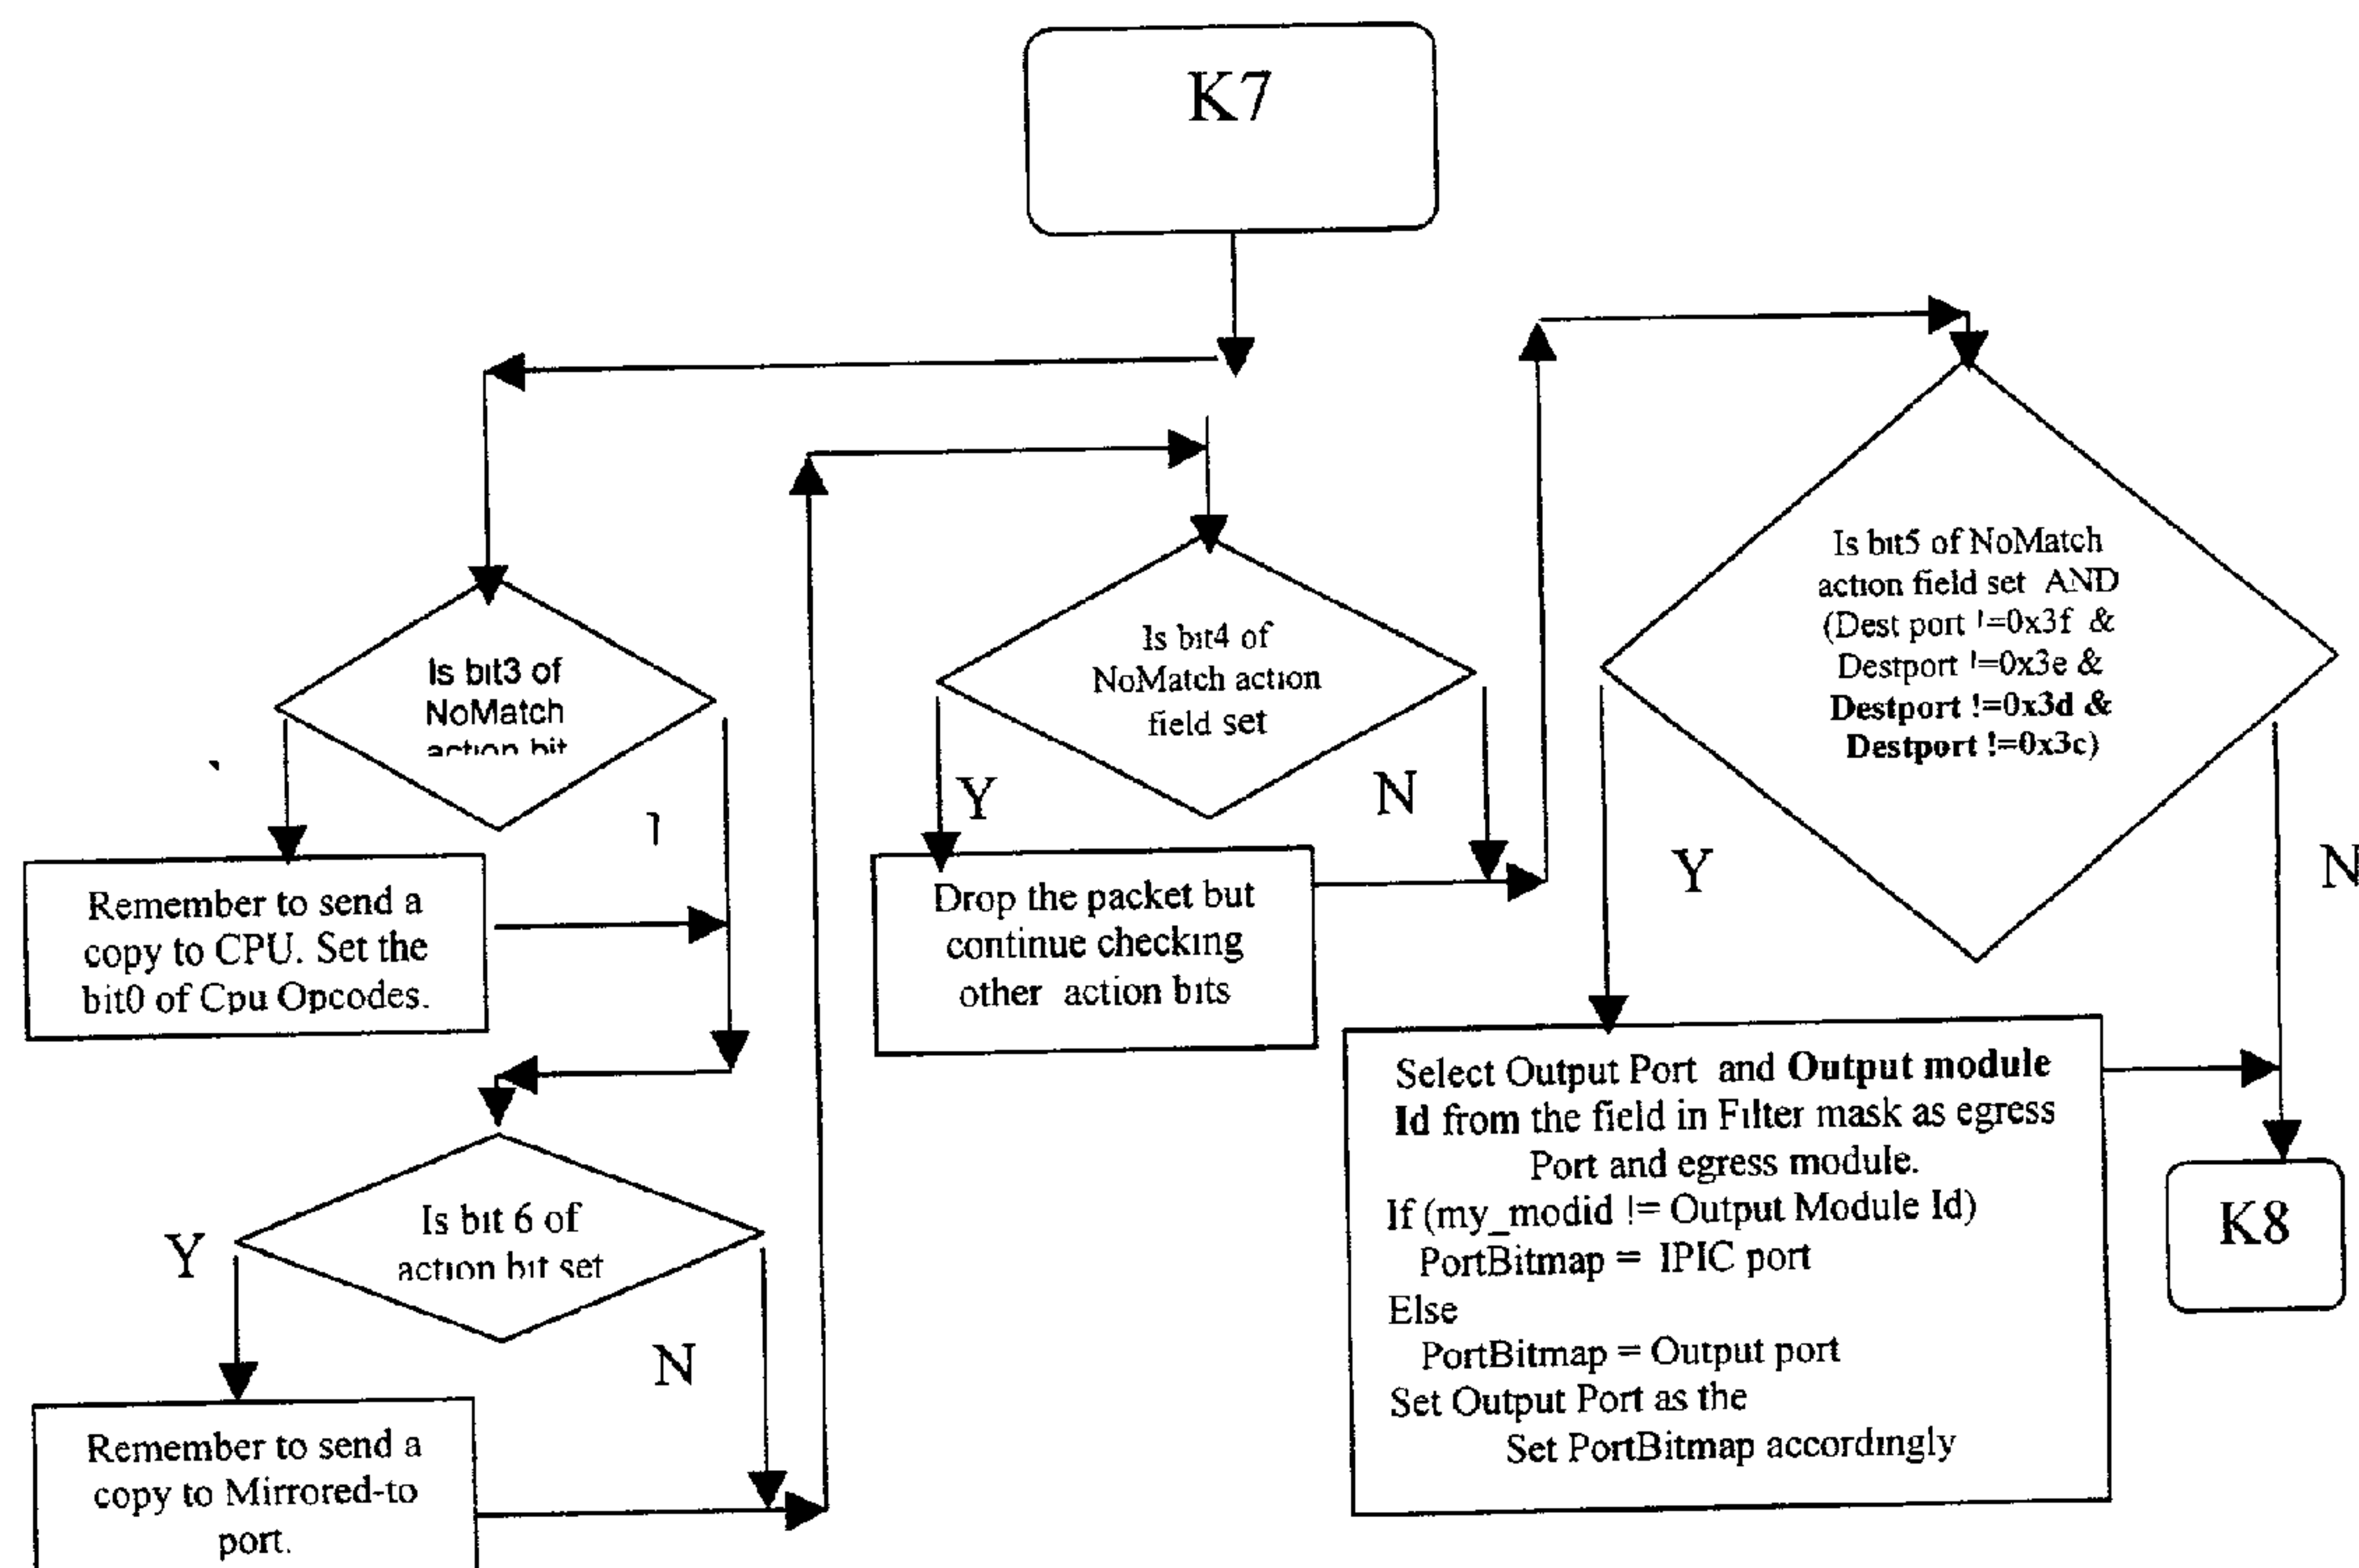 K7
Is bit3 of
NoMatch
action bit
Remember to send a
copy to CPU. Set the
bit0 of Cpu Opcodes.
Is bit 6 of
action bit set
Y
N
Remember to send a
copy to Mirrored-to
port.
Is bit4 of
NoMatch action
field set
Y
N
Drop the packet but
continue checking
other action bits
Is bit5 of NoMatch
action field set AND
(Dest port !=0x3f &
Destport !=0x3e &
Destport !=0x3d &
Destport !=0x3c)
Y
N
Select Output Port and Output module
Id from the field in Filter mask as egress
Port and egress module.
If (my_modid != Output Module Id)
PortBitmap = IPIC port
Else
PortBitmap = Output port
Set Output Port as the
Set PortBitmap accordingly
K8